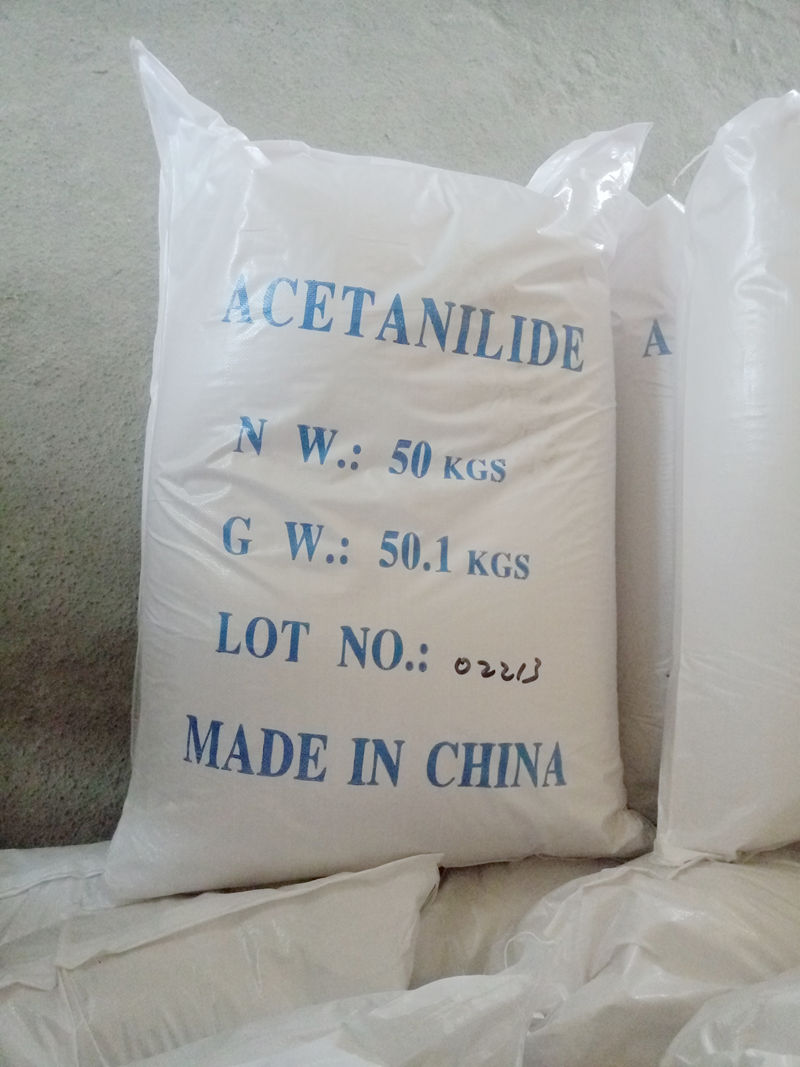 ACETANILIDE
N W.: 50 KGS
G W.: 50.1 KGS
LOT NO.: 02213
MADE IN CHINA
A